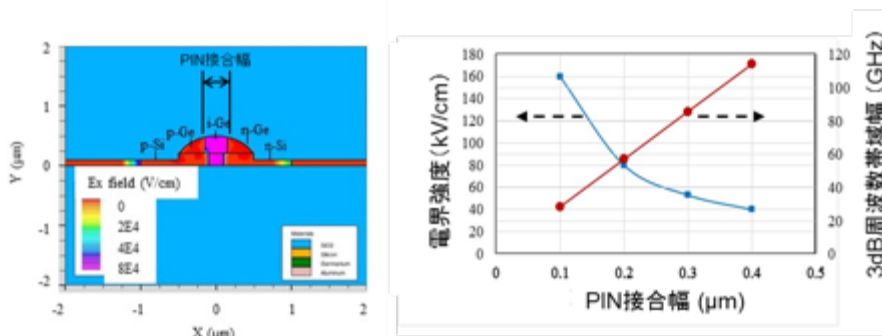 PIN接合幅
i-Ge
p-Ge
n-Ge
p-Si
n-Si
Y (μm)
2
1
0
-1
-2
Ex field (V/cm)
0
2E4
4E4
8E4
Materials
SiO2
Silicon
Germanium
Aluminum
-2
-1
0
1
2
X (μm)
電界強度（kV/cm）
180
160
140
120
100
80
60
40
20
0
0
0.1
0.2
0.3
0.4
0.5
PIN接合幅 (μm)
120
100
80
60
40
20
0
3dB周波数帯域幅（GHz）